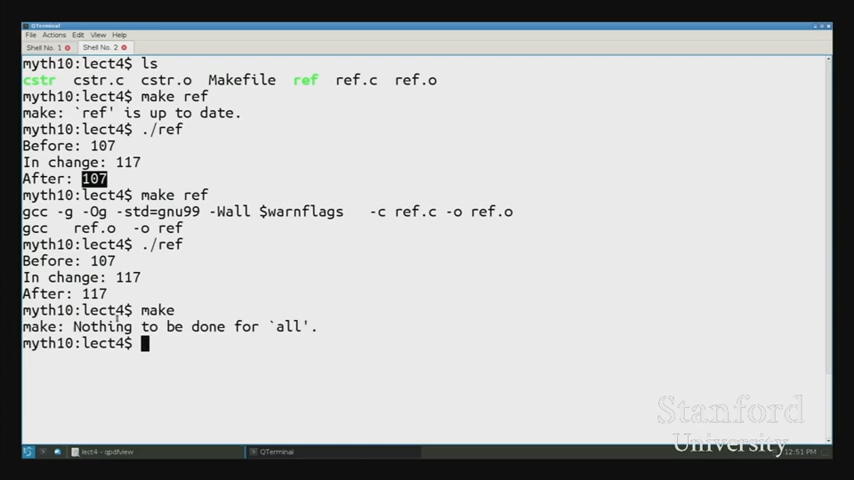 QTerminal
File Actions Edit View Help
Shell No. 1 Shell No. 2
myth10:lect4$ ls
cstr cstr.c cstr.o Makefile ref ref.c ref.o
myth10:lect4$ make ref
make: `ref' is up to date.
myth10:lect4$ ./ref
Before: 107
In change: 117
After: 107
myth10:lect4$ make ref
gcc -g -Og -std=gnu99 -Wall $warnflags -c ref.c -o ref.o
gcc ref.o -o ref
myth10:lect4$ ./ref
Before: 107
In change: 117
After: 117
myth10:lect4$ make
make: Nothing to be done for `all'.
myth10:lect4$
Stanford
University
lect4 - qpdfview QTerminal 12:51 PM